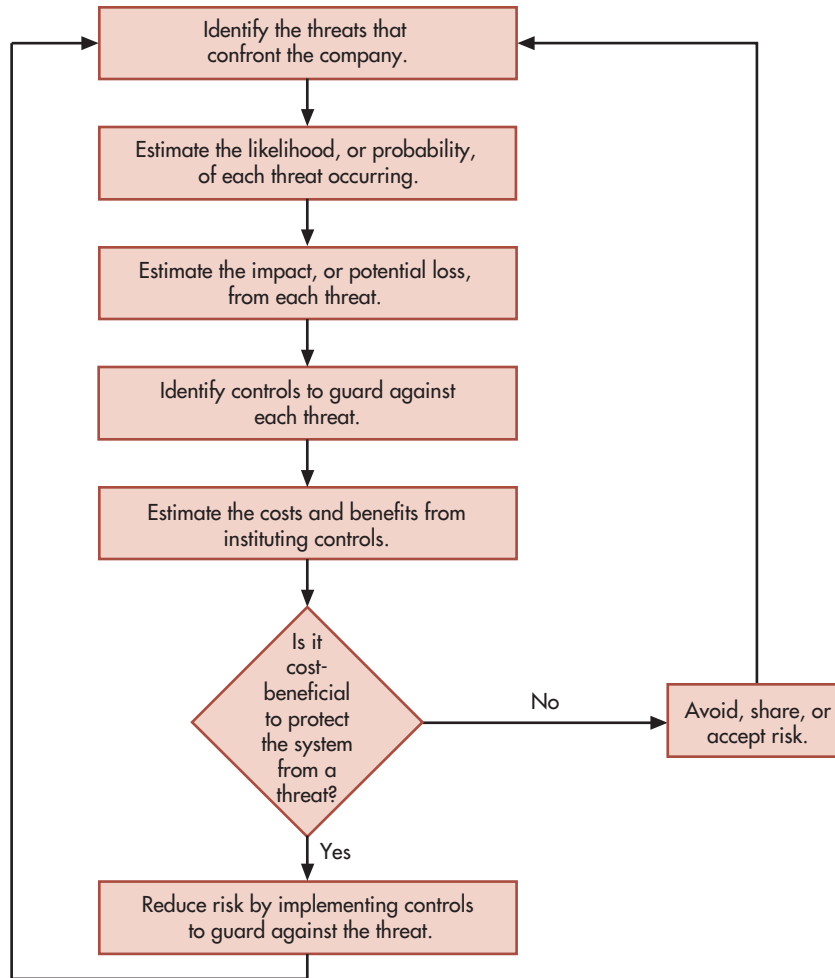 Identify the threats that
confront the company.
Estimate the likelihood, or probability,
of each threat occurring.
Estimate the impact, or potential loss,
from each threat.
Identify controls to guard against
each threat.
Estimate the costs and benefits from
instituting controls.
Is it
cost-
beneficial
to protect
the system
from a
threat?
No
Avoid, share, or
accept risk.
Yes
Reduce risk by implementing controls
to guard against the threat.